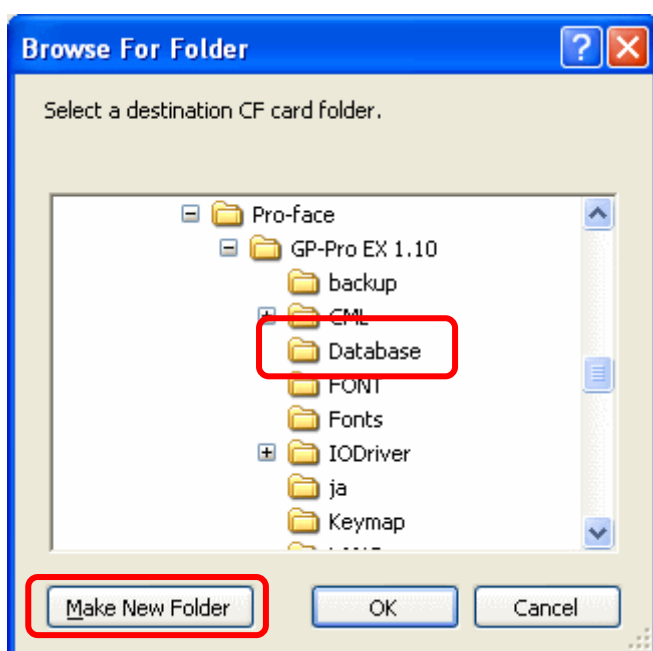 Browse For Folder
Select a destination CF card folder.
Pro-face
GP-Pro EX 1.10
backup
CML
Database
FONT
Fonts
IODriver
ja
Keymap
Make New Folder
OK
Cancel